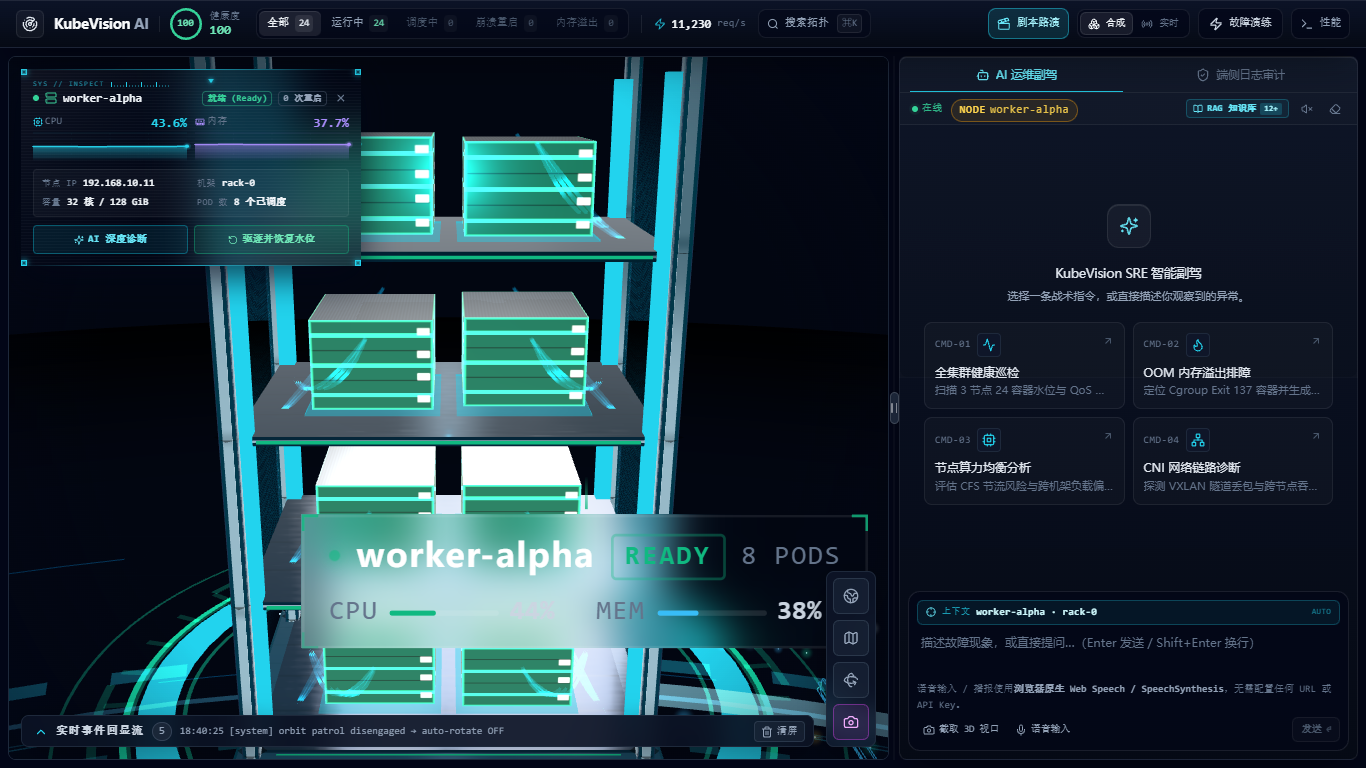 KubeVision AI
100
健康度
100
全部 24
运行中 24
调度中 0
崩溃重启 0
内存溢出 0
11,230 req/s
搜索拓扑 ⌘K
剧本路演
合成
实时
故障演练
性能
SYS // INSPECT
worker-alpha
就绪 (Ready)
0 次重启
CPU 43.6%
内存 37.7%
节点 IP 192.168.10.11
机架 rack-0
容量 32 核 / 128 GiB
POD 数 8 个已调度
AI 深度诊断
驱逐并恢复水位
worker-alpha READY 8 PODS
CPU 44% MEM 38%
实时事件回显流 5 18:40:25 [system] orbit patrol disengaged → auto-rotate OFF
清屏
AI 运维副驾
端侧日志审计
在线
NODE worker-alpha
RAG 知识库 12+
KubeVision SRE 智能副驾
选择一条战术指令，或直接描述你观察到的异常。
CMD-01
全集群健康巡检
扫描 3 节点 24 容器水位与 QoS ...
CMD-02
OOM 内存溢出排障
定位 Cgroup Exit 137 容器并生成...
CMD-03
节点算力均衡分析
评估 CFS 节流风险与跨机架负载偏...
CMD-04
CNI 网络链路诊断
探测 VXLAN 隧道丢包与跨节点吞...
上下文 worker-alpha · rack-0 AUTO
描述故障现象，或直接提问... (Enter 发送 / Shift+Enter 换行)
语音输入 / 播报使用浏览器原生 Web Speech / SpeechSynthesis，无需配置任何 URL 或
API Key。
截取 3D 视口
语音输入
发送